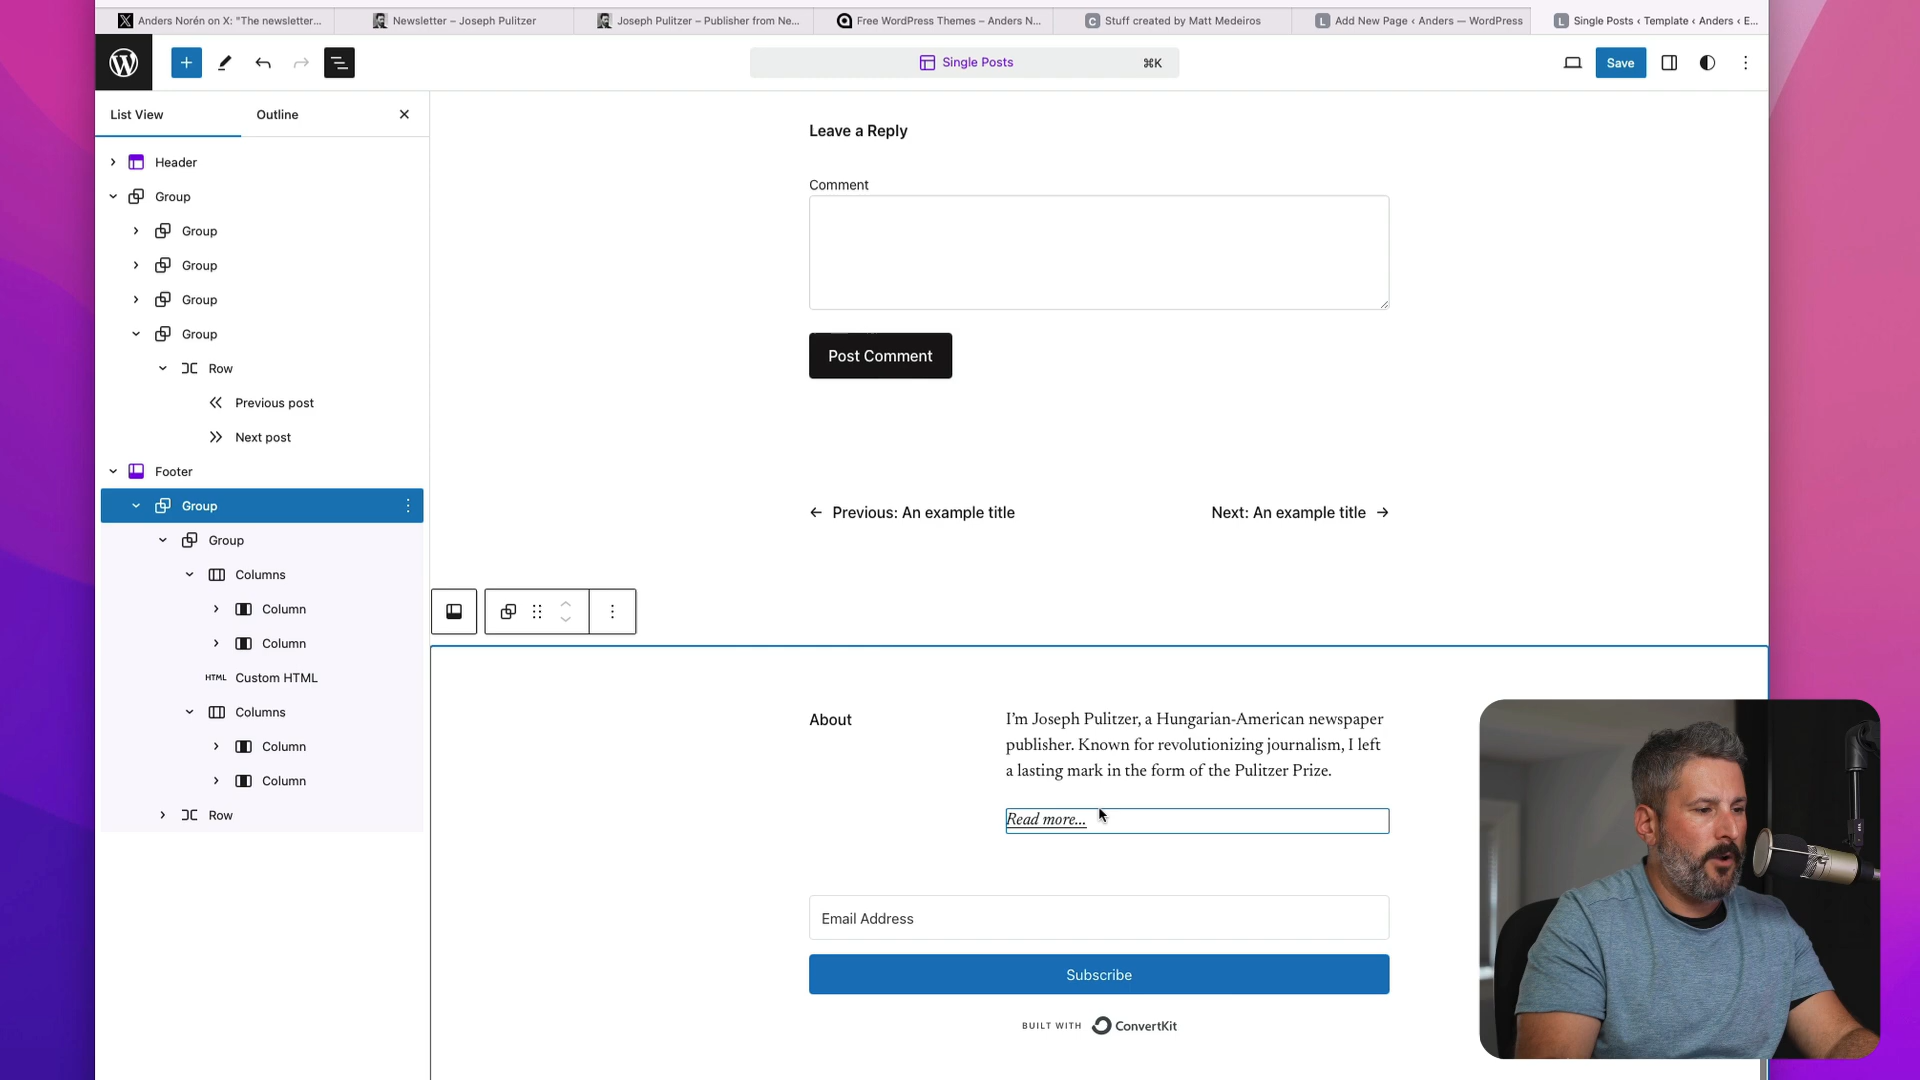 Anders Norén on X: "The newsletter...
Newsletter – Joseph Pulitzer
Joseph Pulitzer – Publisher from Ne...
Free WordPress Themes – Anders N...
Stuff created by Matt Medeiros
Add New Page ‹ Anders — WordPress
Single Posts ‹ Template ‹ Anders ‹ E...
Single Posts
⌘K
Save
List View
Outline
Header
Group
Group
Group
Group
Group
Row
Previous post
Next post
Footer
Group
Group
Columns
Column
Column
HTML Custom HTML
Columns
Column
Column
Row
Leave a Reply
Comment
Post Comment
← Previous: An example title
Next: An example title →
About
I’m Joseph Pulitzer, a Hungarian-American newspaper
publisher. Known for revolutionizing journalism, I left
a lasting mark in the form of the Pulitzer Prize.
Read more...
Email Address
Subscribe
BUILT WITH ConvertKit